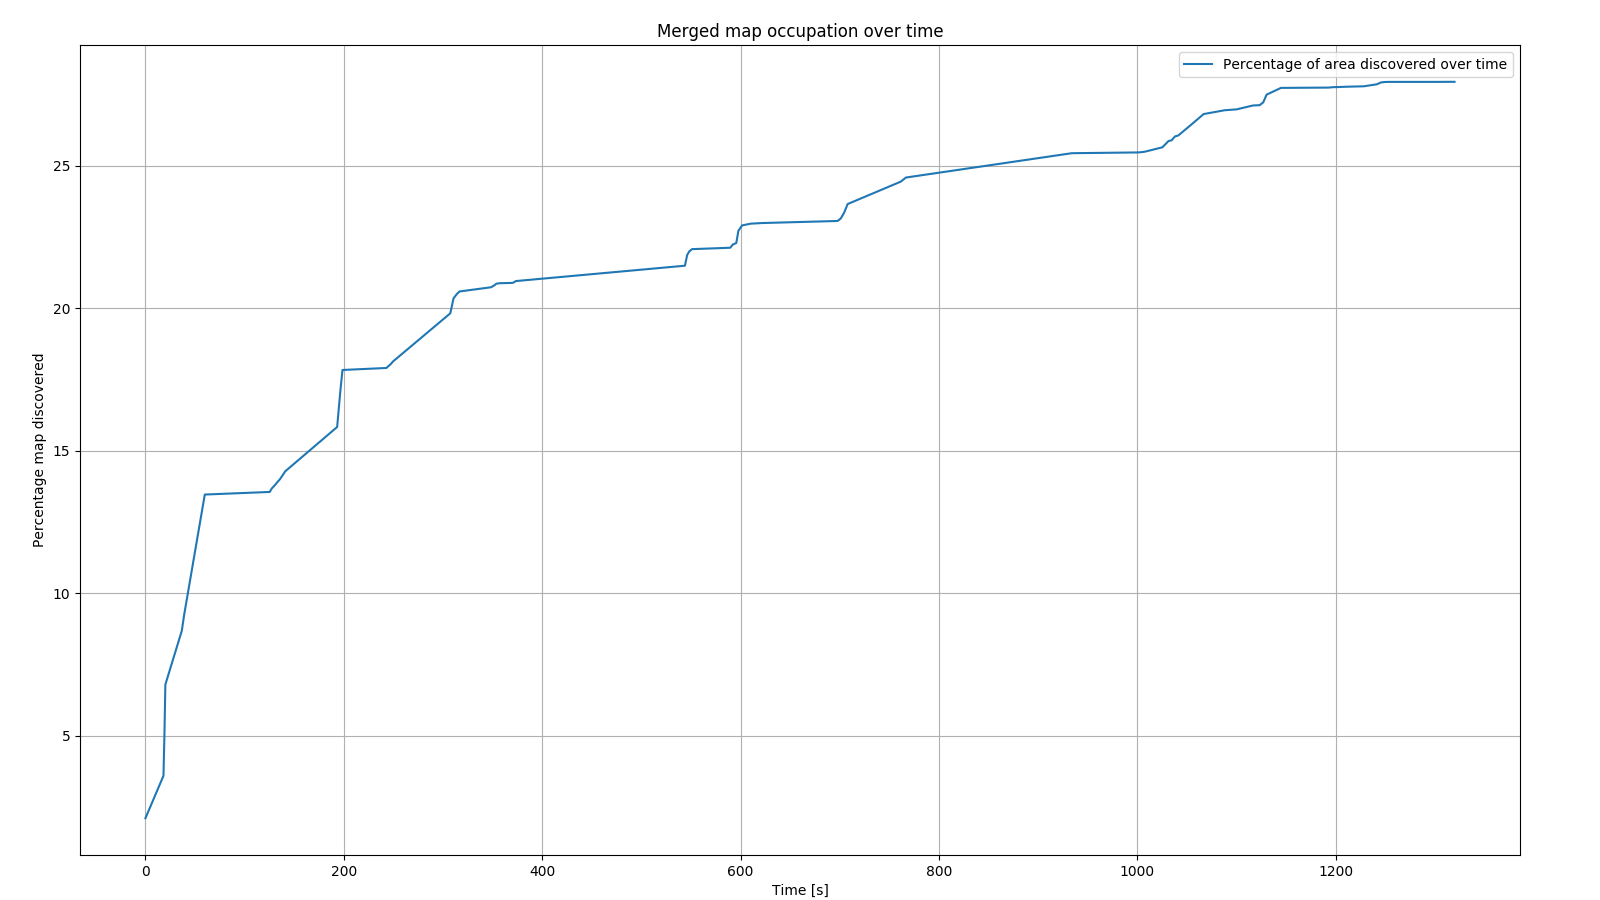 Merged map occupation over time
Percentage of area discovered over time
Percentage map discovered
25
20
15
10
5
0 200 400 600 800 1000 1200
Time [s]